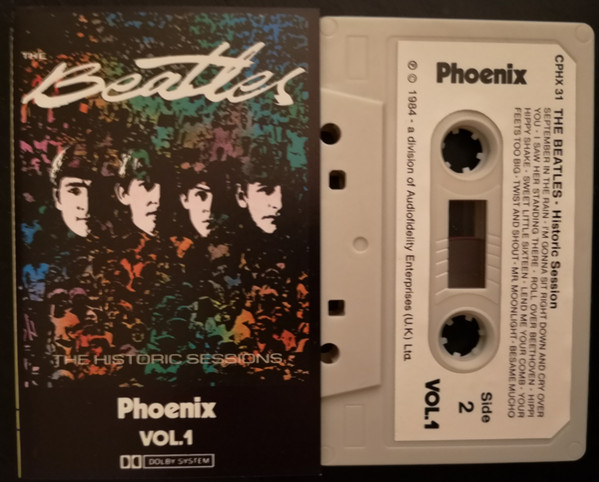 THE
Beatles
THE HISTORIC SESSIONS
Phoenix
VOL.1
DOLBY SYSTEM
Phoenix
℗ © 1984 - a division of Audiofidelity Enterprises (U.K) Ltd.
CPHX 31 THE BEATLES - Historic Session
SEPTEMBER IN THE RAIN - I'M GONNA SIT RIGHT DOWN AND CRY OVER
YOU - I SAW HER STANDING THERE - ROLL OVER BEETHOVEN - HIPPI
HIPPY SHAKE - SWEET LITTLE SIXTEEN - LEND ME YOUR COMB - YOUR
FEETS TOO BIG - TWIST AND SHOUT - MR. MOONLIGHT - BESAME MUCHO
Side
2
VOL.1